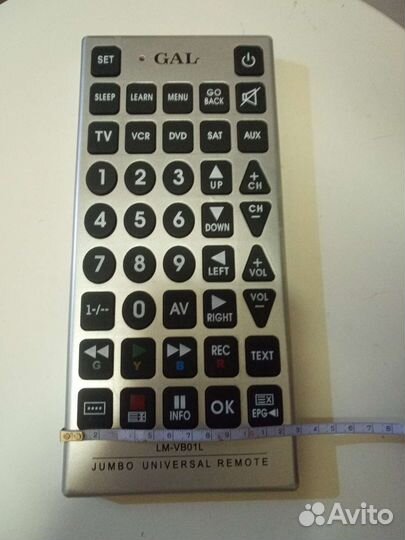 SET GAL
SLEEP LEARN MENU GO BACK
TV VCR DVD SAT AUX
1 2 3 UP + CH
4 5 6 DOWN CH −
7 8 9 LEFT + VOL
1-/-- 0 AV RIGHT VOL −
G Y B REC R TEXT
INFO OK EPG
LM-VB01L
JUMBO UNIVERSAL REMOTE
Avito